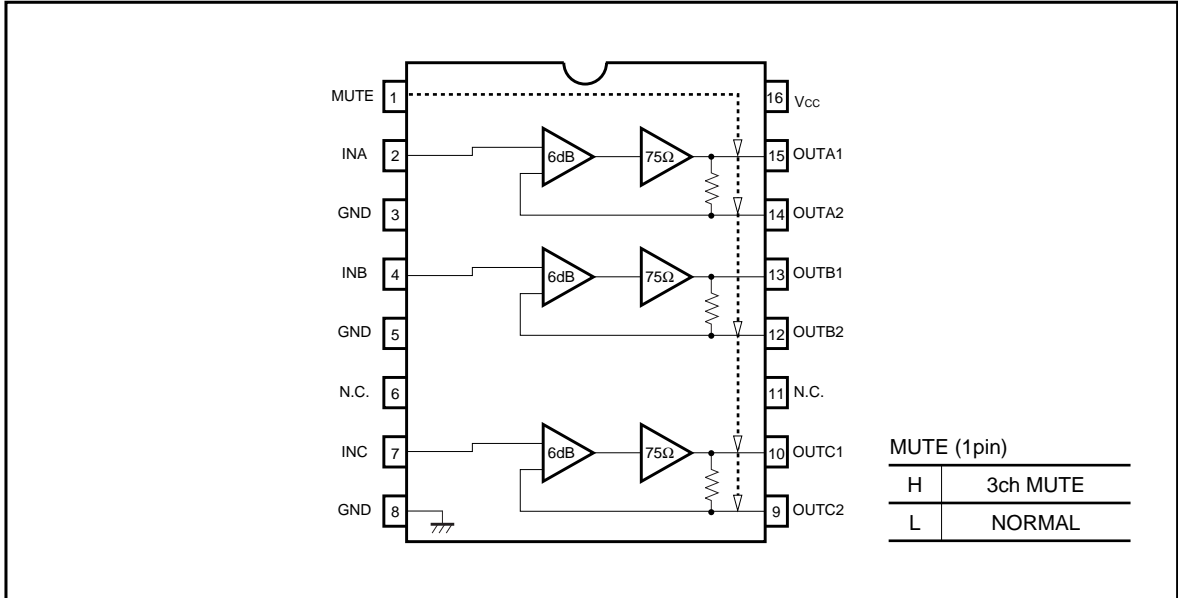 MUTE 1 16 Vcc
INA 2 6dB 75Ω 15 OUTA1
GND 3 14 OUTA2
INB 4 6dB 75Ω 13 OUTB1
GND 5 12 OUTB2
N.C. 6 11 N.C.
INC 7 6dB 75Ω 10 OUTC1
GND 8 9 OUTC2
MUTE (1pin)
H 3ch MUTE
L NORMAL